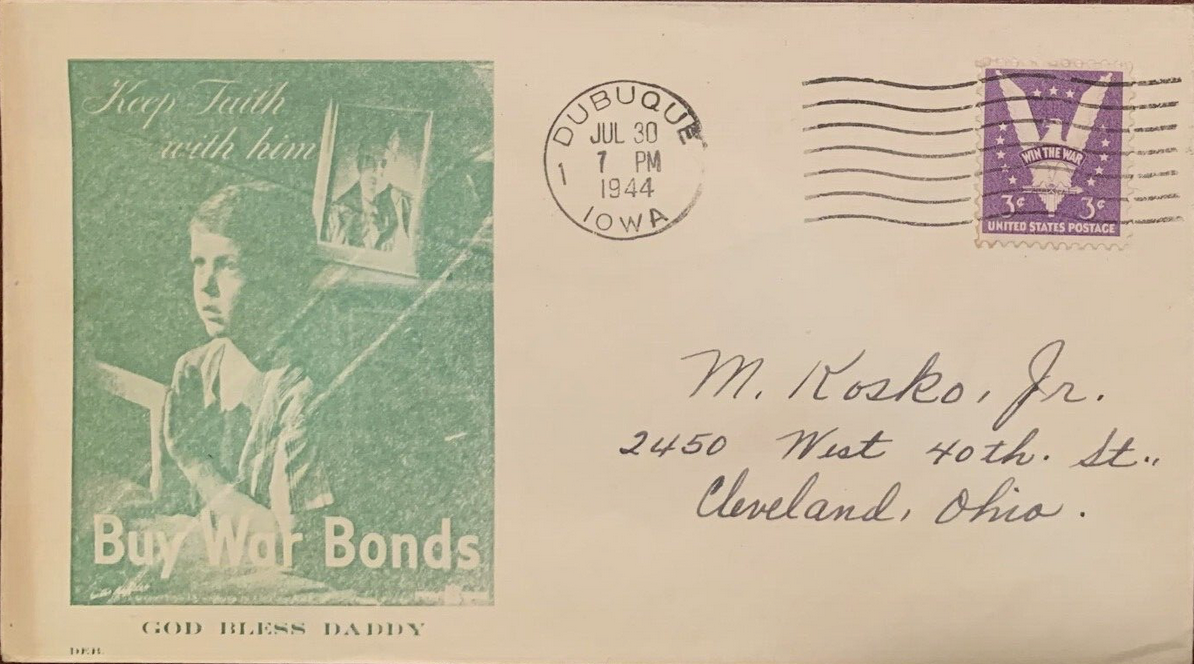 Keep Faith
with him
Buy War Bonds
GOD BLESS DADDY
DUBUQUE
JUL 30
7 PM
1944
1
IOWA
WIN THE WAR
3¢ 3¢
UNITED STATES POSTAGE
M. Kosko, Jr.
2450 West 40th. St.,
Cleveland, Ohio.